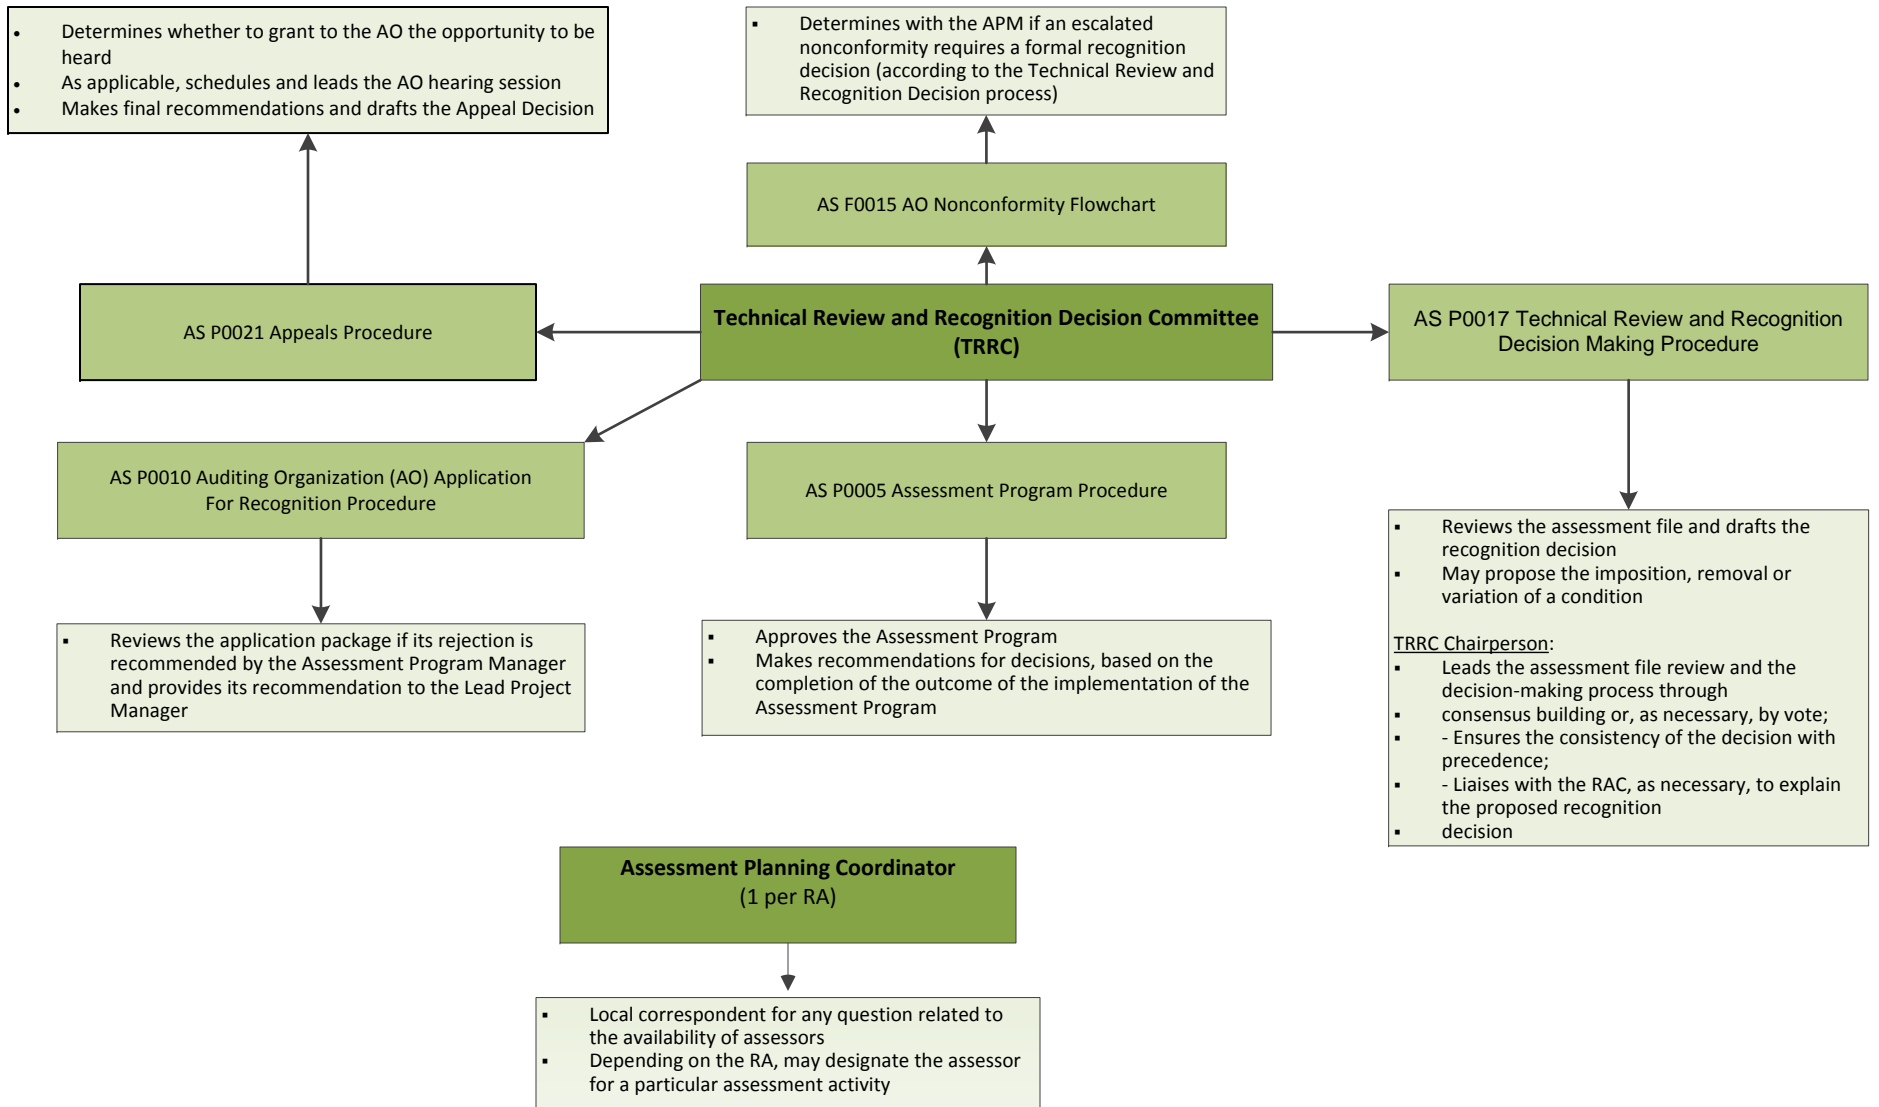 • Determines whether to grant to the AO the opportunity to be
heard
• As applicable, schedules and leads the AO hearing session
• Makes final recommendations and drafts the Appeal Decision
▪ Determines with the APM if an escalated
nonconformity requires a formal recognition
decision (according to the Technical Review and
Recognition Decision process)
AS F0015 AO Nonconformity Flowchart
AS P0021 Appeals Procedure
Technical Review and Recognition Decision Committee
(TRRC)
AS P0017 Technical Review and Recognition
Decision Making Procedure
AS P0010 Auditing Organization (AO) Application
For Recognition Procedure
AS P0005 Assessment Program Procedure
▪ Reviews the application package if its rejection is
recommended by the Assessment Program Manager
and provides its recommendation to the Lead Project
Manager
▪ Approves the Assessment Program
▪ Makes recommendations for decisions, based on the
completion of the outcome of the implementation of the
Assessment Program
▪ Reviews the assessment file and drafts the
recognition decision
▪ May propose the imposition, removal or
variation of a condition
TRRC Chairperson:
▪ Leads the assessment file review and the
decision-making process through
▪ consensus building or, as necessary, by vote;
▪ - Ensures the consistency of the decision with
precedence;
▪ - Liaises with the RAC, as necessary, to explain
the proposed recognition
▪ decision
Assessment Planning Coordinator
(1 per RA)
▪ Local correspondent for any question related to
the availability of assessors
▪ Depending on the RA, may designate the assessor
for a particular assessment activity